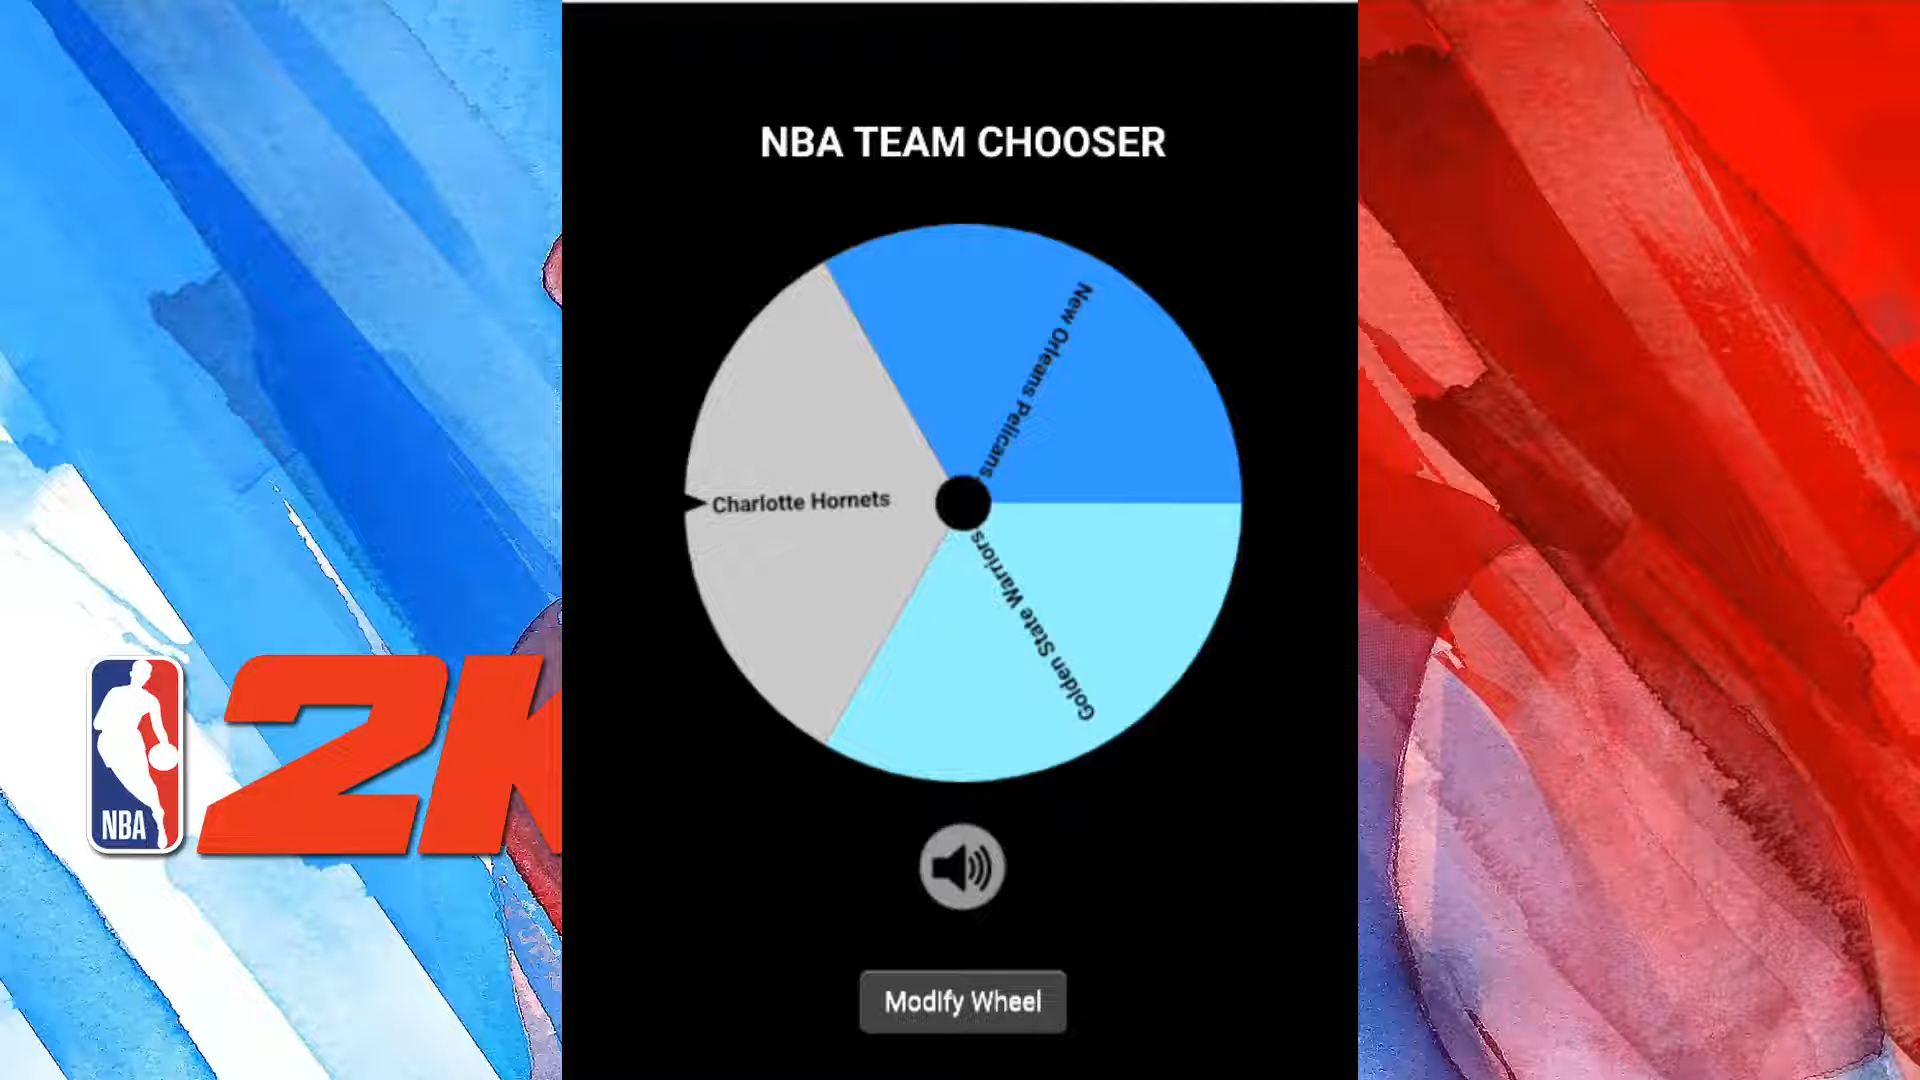 NBA TEAM CHOOSER
New Orleans Pelicans
Charlotte Hornets
Golden State Warriors
NBA
2K
Modify Wheel